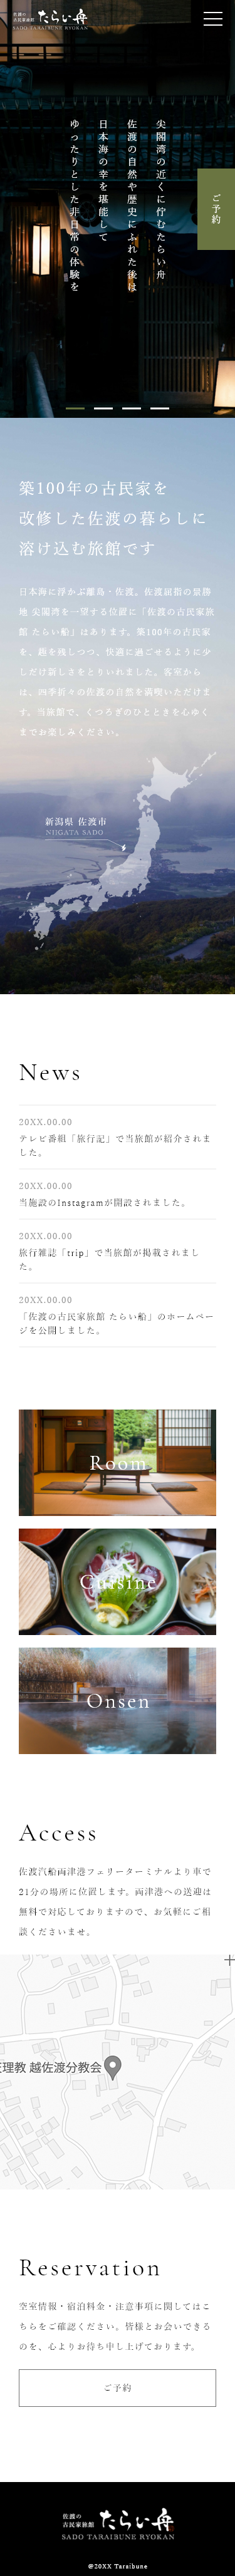 佐渡の
古民家旅館 たらい舟
SADO TARAIBUNE RYOKAN
尖閣湾の近くに佇むたらい舟
佐渡の自然や歴史にふれた後は
日本海の幸を堪能して
ゆったりとした非日常の体験を
ご予約
築100年の古民家を
改修した佐渡の暮らしに
溶け込む旅館です
日本海に浮かぶ離島・佐渡。佐渡屈指の景勝
地 尖閣湾を一望する位置に「佐渡の古民家旅
館 たらい船」はあります。築100年の古民家
を、趣を残しつつ、快適に過ごせるように少
しだけ新しさをとりいれました。客室から
は、四季折々の佐渡の自然を満喫いただけま
す。当旅館で、くつろぎのひとときを心ゆく
までお楽しみください。
新潟県 佐渡市
NIIGATA SADO
News
20XX.00.00
テレビ番組「旅行記」で当旅館が紹介されま
した。
20XX.00.00
当施設のInstagramが開設されました。
20XX.00.00
旅行雑誌「trip」で当旅館が掲載されまし
た。
20XX.00.00
「佐渡の古民家旅館 たらい船」のホームペー
ジを公開しました。
Room
Cuisine
Onsen
Access
佐渡汽船両津港フェリーターミナルより車で
21分の場所に位置します。両津港への送迎は
無料で対応しておりますので、お気軽にご相
談くださいませ。
理教 越佐渡分教会
Reservation
空室情報・宿泊料金・注意事項に関してはこ
ちらをご確認ください。皆様とお会いできる
のを、心よりお待ち申し上げております。
ご予約
佐渡の
古民家旅館 たらい舟
SADO TARAIBUNE RYOKAN
@20XX Taraibune